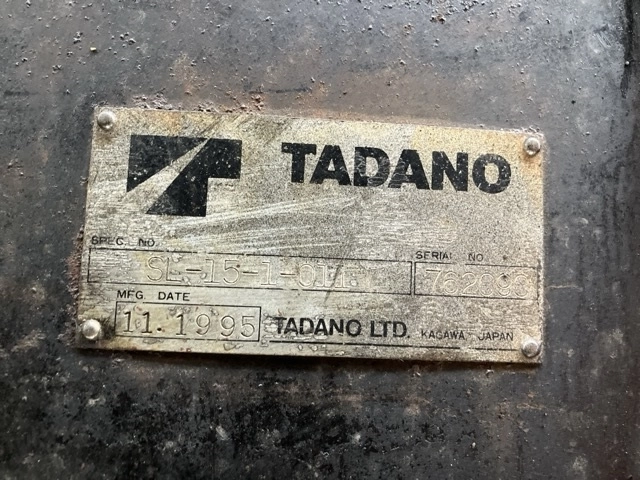 TADANO
SPEC. NO. SERIAL NO.
MFG DATE
11.1995 TADANO LTD. KAGAWA, JAPAN